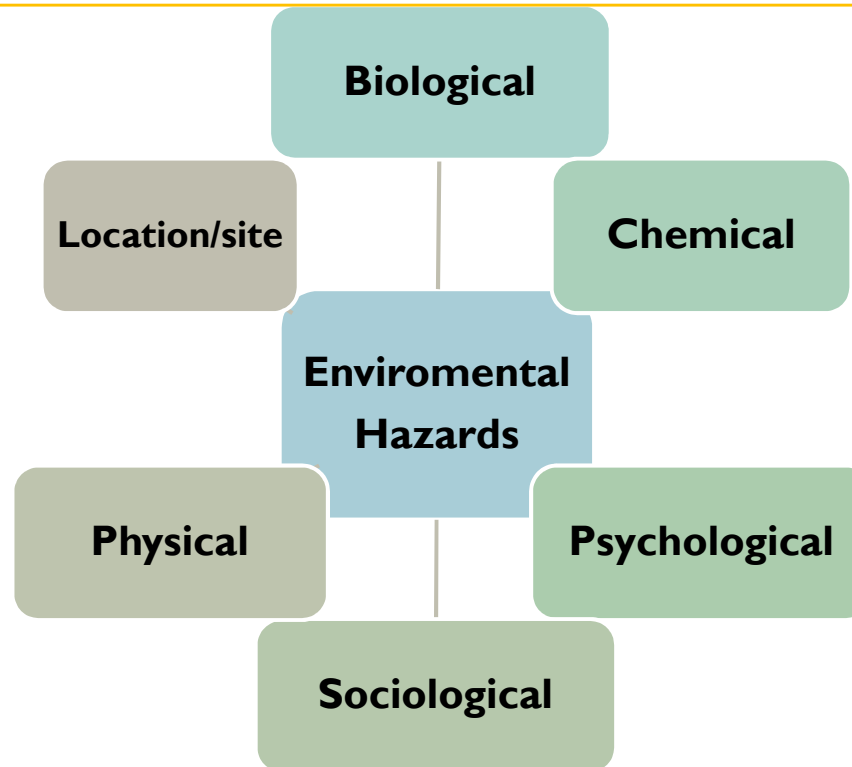 Biological
Location/site
Chemical
Enviromental
Hazards
Physical
Psychological
Sociological